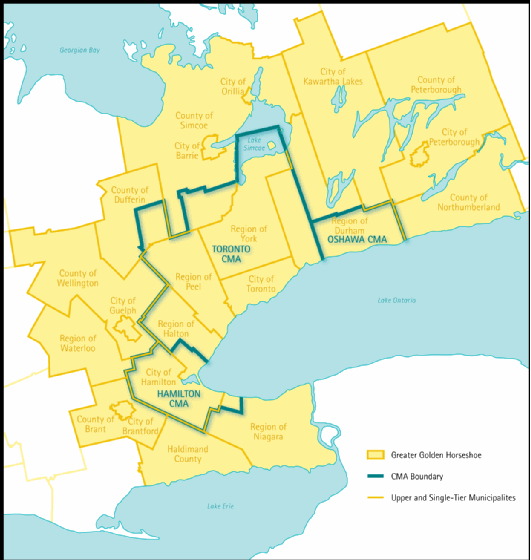 Georgian Bay
City of
Orillia
City of
Kawartha Lakes
County of
Peterborough
County of
Simcoe
Lake
Simcoe
City of
Barrie
City of
Peterborough
County of
Dufferin
County of
Northumberland
Region of
York
Region of
Durham
OSHAWA CMA
TORONTO
CMA
County of
Wellington
Region of
Peel
City of
Toronto
City of
Guelph
Lake Ontario
Region of
Halton
Region of
Waterloo
City of
Hamilton
HAMILTON
CMA
County of
Brant
City of
Brantford
Region of
Niagara
Haldimand
County
Lake Erie
Greater Golden Horseshoe
CMA Boundary
Upper and Single-Tier Municipalites